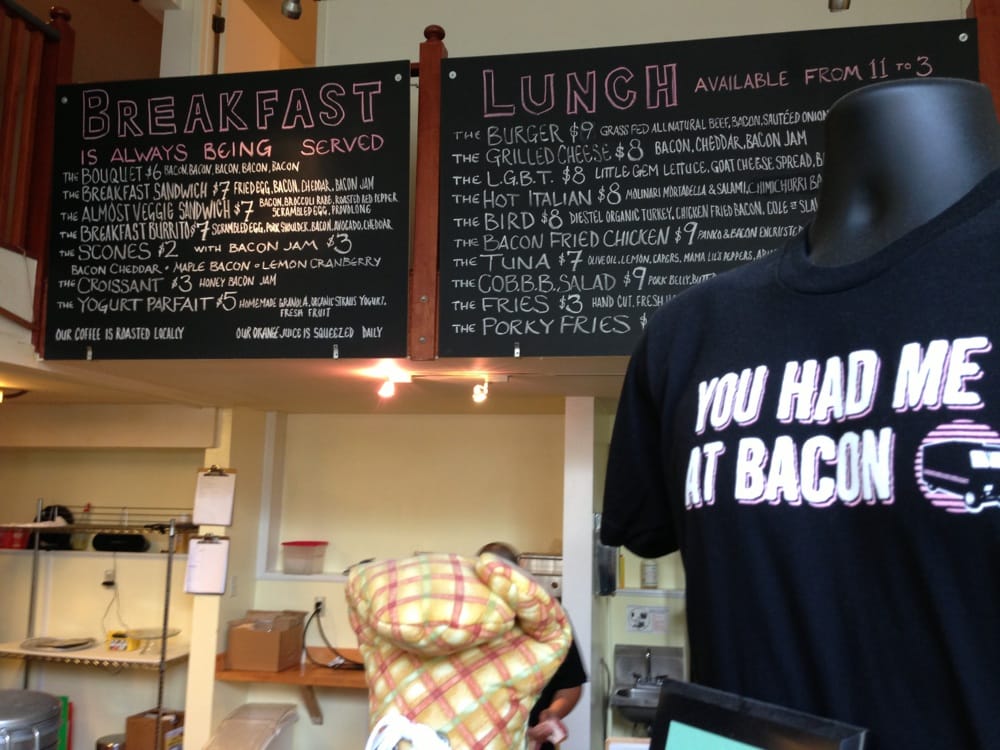 BREAKFAST
IS ALWAYS BEING SERVED
THE BOUQUET $6 BACON, BACON, BACON, BACON, BACON
THE BREAKFAST SANDWICH $7 FRIED EGG, BACON, CHEDDAR, BACON JAM
THE ALMOST VEGGIE SANDWICH $7 BACON, BROCCOLI RABE, ROASTED RED PEPPER
SCRAMBLED EGG, PROVOLONE
THE BREAKFAST BURRITO $7 SCRAMBLED EGG, PORK SHOULDER, BACON, AVOCADO, CHEDDAR,
THE SCONES $2 WITH BACON JAM $3
BACON CHEDDAR • MAPLE BACON • LEMON CRANBERRY
THE CROISSANT $3 HONEY BACON JAM
THE YOGURT PARFAIT $5 HOMEMADE GRANOLA, ORGANIC STRAUS YOGURT,
FRESH FRUIT
OUR COFFEE IS ROASTED LOCALLY OUR ORANGE JUICE IS SQUEEZED DAILY
LUNCH AVAILABLE FROM 11 TO 3
THE BURGER $9 GRASS FED ALL NATURAL BEEF, BACON, SAUTÉED ONION
THE GRILLED CHEESE $8 BACON, CHEDDAR, BACON JAM
THE L.G.B.T. $8 LITTLE GEM LETTUCE, GOAT CHEESE SPREAD, B
THE HOT ITALIAN $8 MOLINARI MORTADELLA & SALAMI, CHIMICHURRI BA
THE BIRD $8 DIESTEL ORGANIC TURKEY, CHICKEN FRIED BACON, COLE SLA
THE BACON FRIED CHICKEN $9 PANKO & BACON ENCRUSTED
THE TUNA $7 OLIVE OIL, LEMON, CAPERS, MAMA LIL'S PEPPERS,
THE COBB.B. SALAD $9 PORK BELLY, BUTT
THE FRIES $3 HAND CUT, FRESH
THE PORKY FRIES $
YOU HAD ME
AT BACON